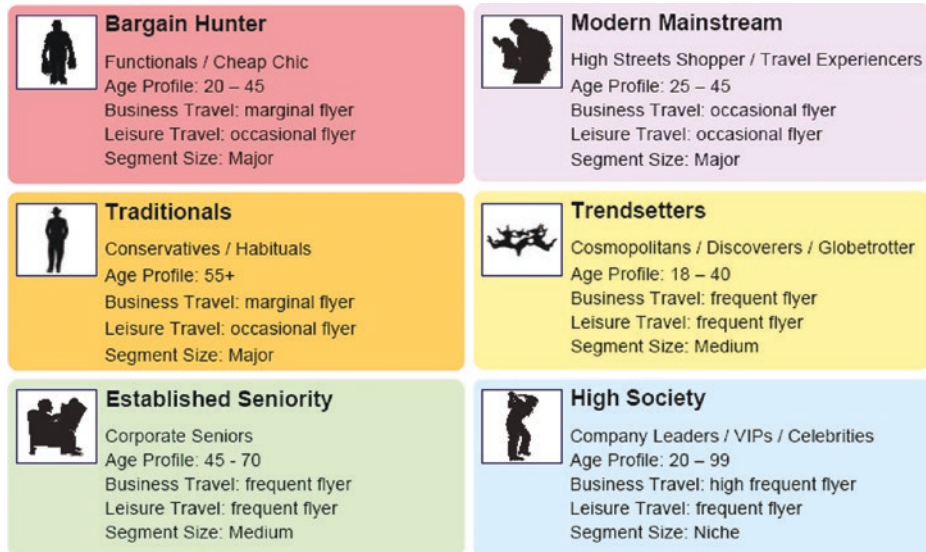 Bargain Hunter
Functionals / Cheap Chic
Age Profile: 20 – 45
Business Travel: marginal flyer
Leisure Travel: occasional flyer
Segment Size: Major
Modern Mainstream
High Streets Shopper / Travel Experiencers
Age Profile: 25 – 45
Business Travel: occasional flyer
Leisure Travel: occasional flyer
Segment Size: Major
Traditionals
Conservatives / Habituals
Age Profile: 55+
Business Travel: marginal flyer
Leisure Travel: occasional flyer
Segment Size: Major
Trendsetters
Cosmopolitans / Discoverers / Globetrotter
Age Profile: 18 – 40
Business Travel: frequent flyer
Leisure Travel: frequent flyer
Segment Size: Medium
Established Seniority
Corporate Seniors
Age Profile: 45 - 70
Business Travel: frequent flyer
Leisure Travel: frequent flyer
Segment Size: Medium
High Society
Company Leaders / VIPs / Celebrities
Age Profile: 20 – 99
Business Travel: high frequent flyer
Leisure Travel: frequent flyer
Segment Size: Niche